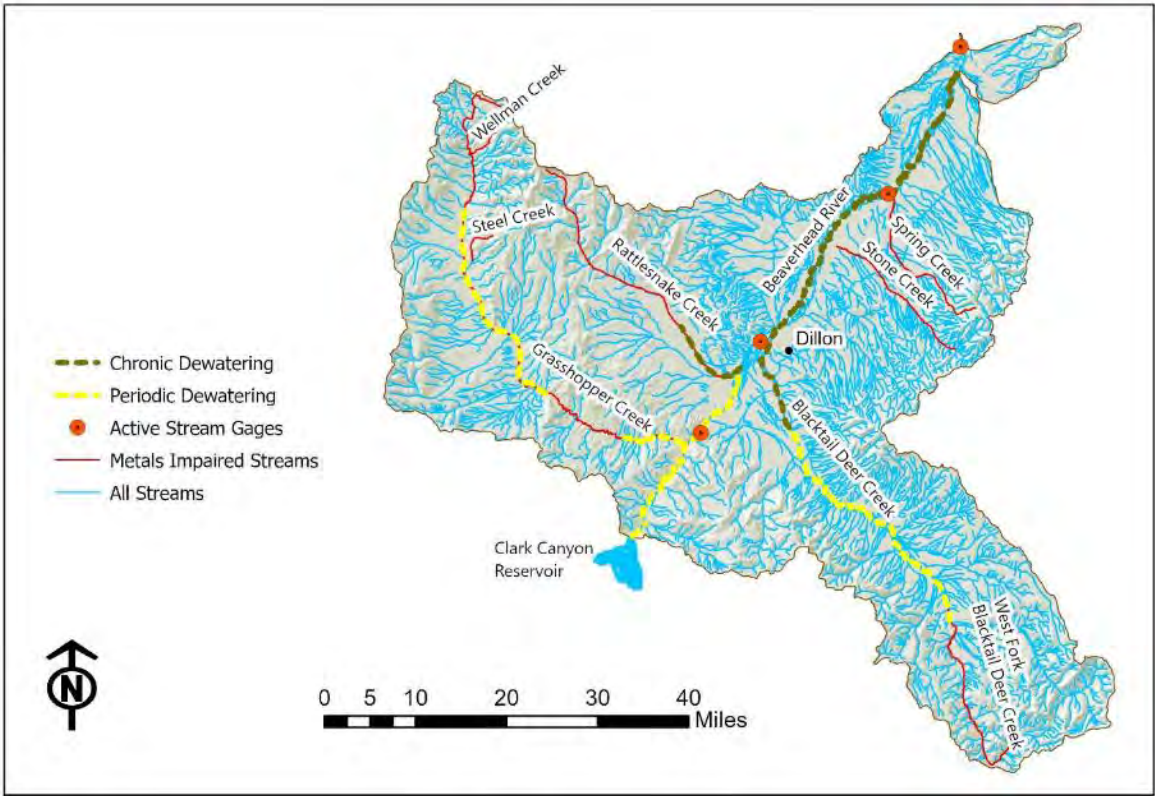 Wellman Creek
Steel Creek
Rattlesnake Creek
Beaverhead River
Spring Creek
Stone Creek
Dillon
Grasshopper Creek
Blacktail Deer Creek
Chronic Dewatering
Periodic Dewatering
Active Stream Gages
Metals Impaired Streams
All Streams
Clark Canyon
Reservoir
West Fork
Blacktail Deer Creek
N
0 5 10 20 30 40
Miles